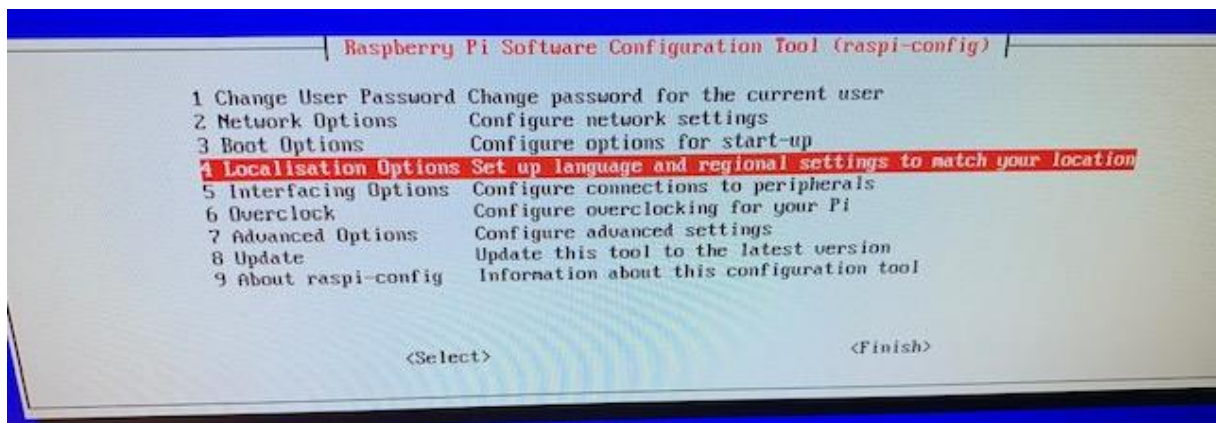 Raspberry Pi Software Configuration Tool (raspi-config)
1 Change User Password Change password for the current user
2 Network Options Configure network settings
3 Boot Options Configure options for start-up
4 Localisation Options Set up language and regional settings to match your location
5 Interfacing Options Configure connections to peripherals
6 Overclock Configure overclocking for your Pi
7 Advanced Options Configure advanced settings
8 Update Update this tool to the latest version
9 About raspi-config Information about this configuration tool
<Select> <Finish>